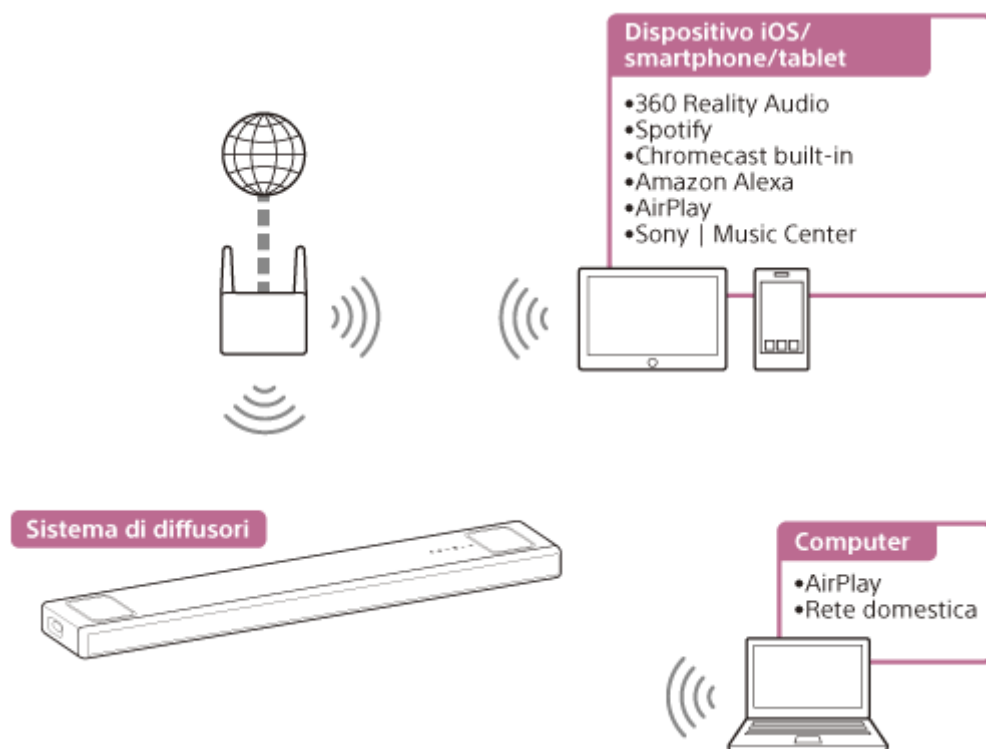 Dispositivo iOS/
smartphone/tablet
•360 Reality Audio
•Spotify
•Chromecast built-in
•Amazon Alexa
•AirPlay
•Sony | Music Center
Sistema di diffusori
Computer
•AirPlay
•Rete domestica